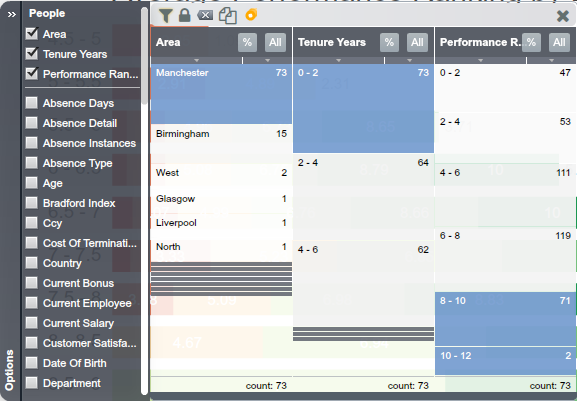 People
Area
Tenure Years
Performance Ran...
Absence Days
Absence Detail
Absence Instances
Absence Type
Age
Bradford Index
Ccy
Cost Of Terminati...
Country
Current Bonus
Current Employee
Current Salary
Customer Satisfa...
Date Of Birth
Department
Options
Area % All
Manchester 73
Birmingham 15
West 2
Glasgow 1
Liverpool 1
North 1
count: 73
Tenure Years % All
0 - 2 73
2 - 4 64
4 - 6 62
count: 73
Performance R... % All
0 - 2 47
2 - 4 53
4 - 6 111
6 - 8 119
8 - 10 71
10 - 12 2
count: 73